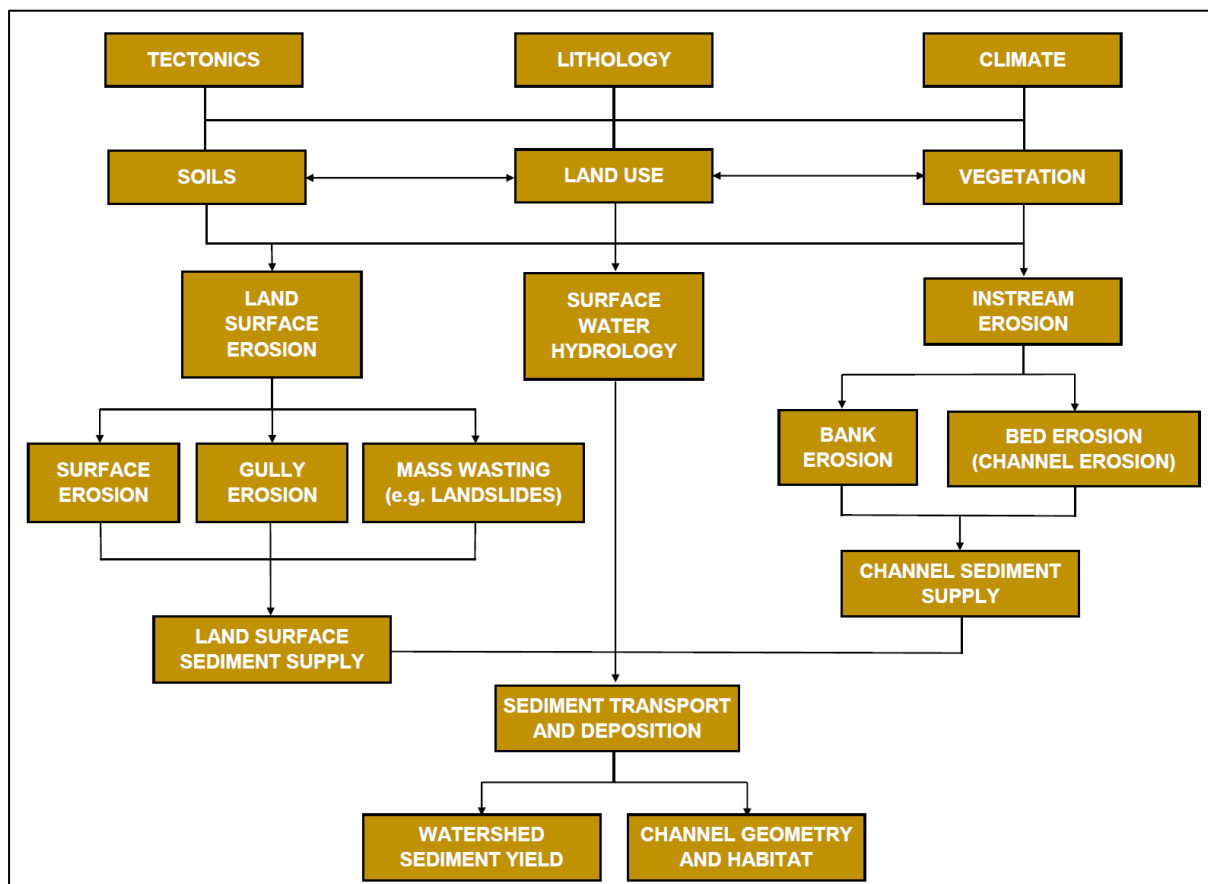 TECTONICS
LITHOLOGY
CLIMATE
SOILS
LAND USE
VEGETATION
LAND
SURFACE
EROSION
SURFACE
WATER
HYDROLOGY
INSTREAM
EROSION
SURFACE
EROSION
GULLY
EROSION
MASS WASTING
(e.g. LANDSLIDES)
BANK
EROSION
BED EROSION
(CHANNEL EROSION)
CHANNEL SEDIMENT
SUPPLY
LAND SURFACE
SEDIMENT SUPPLY
SEDIMENT TRANSPORT
AND DEPOSITION
WATERSHED
SEDIMENT YIELD
CHANNEL GEOMETRY
AND HABITAT